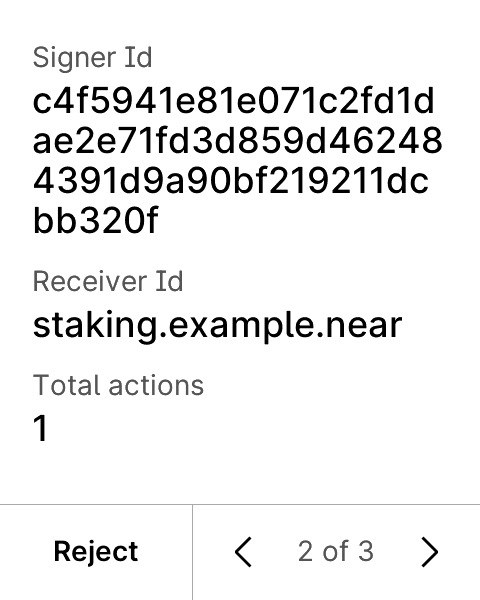 Signer Id
c4f5941e81e071c2fd1d
ae2e71fd3d859d46248
4391d9a90bf219211dc
bb320f
Receiver Id
staking.example.near
Total actions
1
Reject
2 of 3